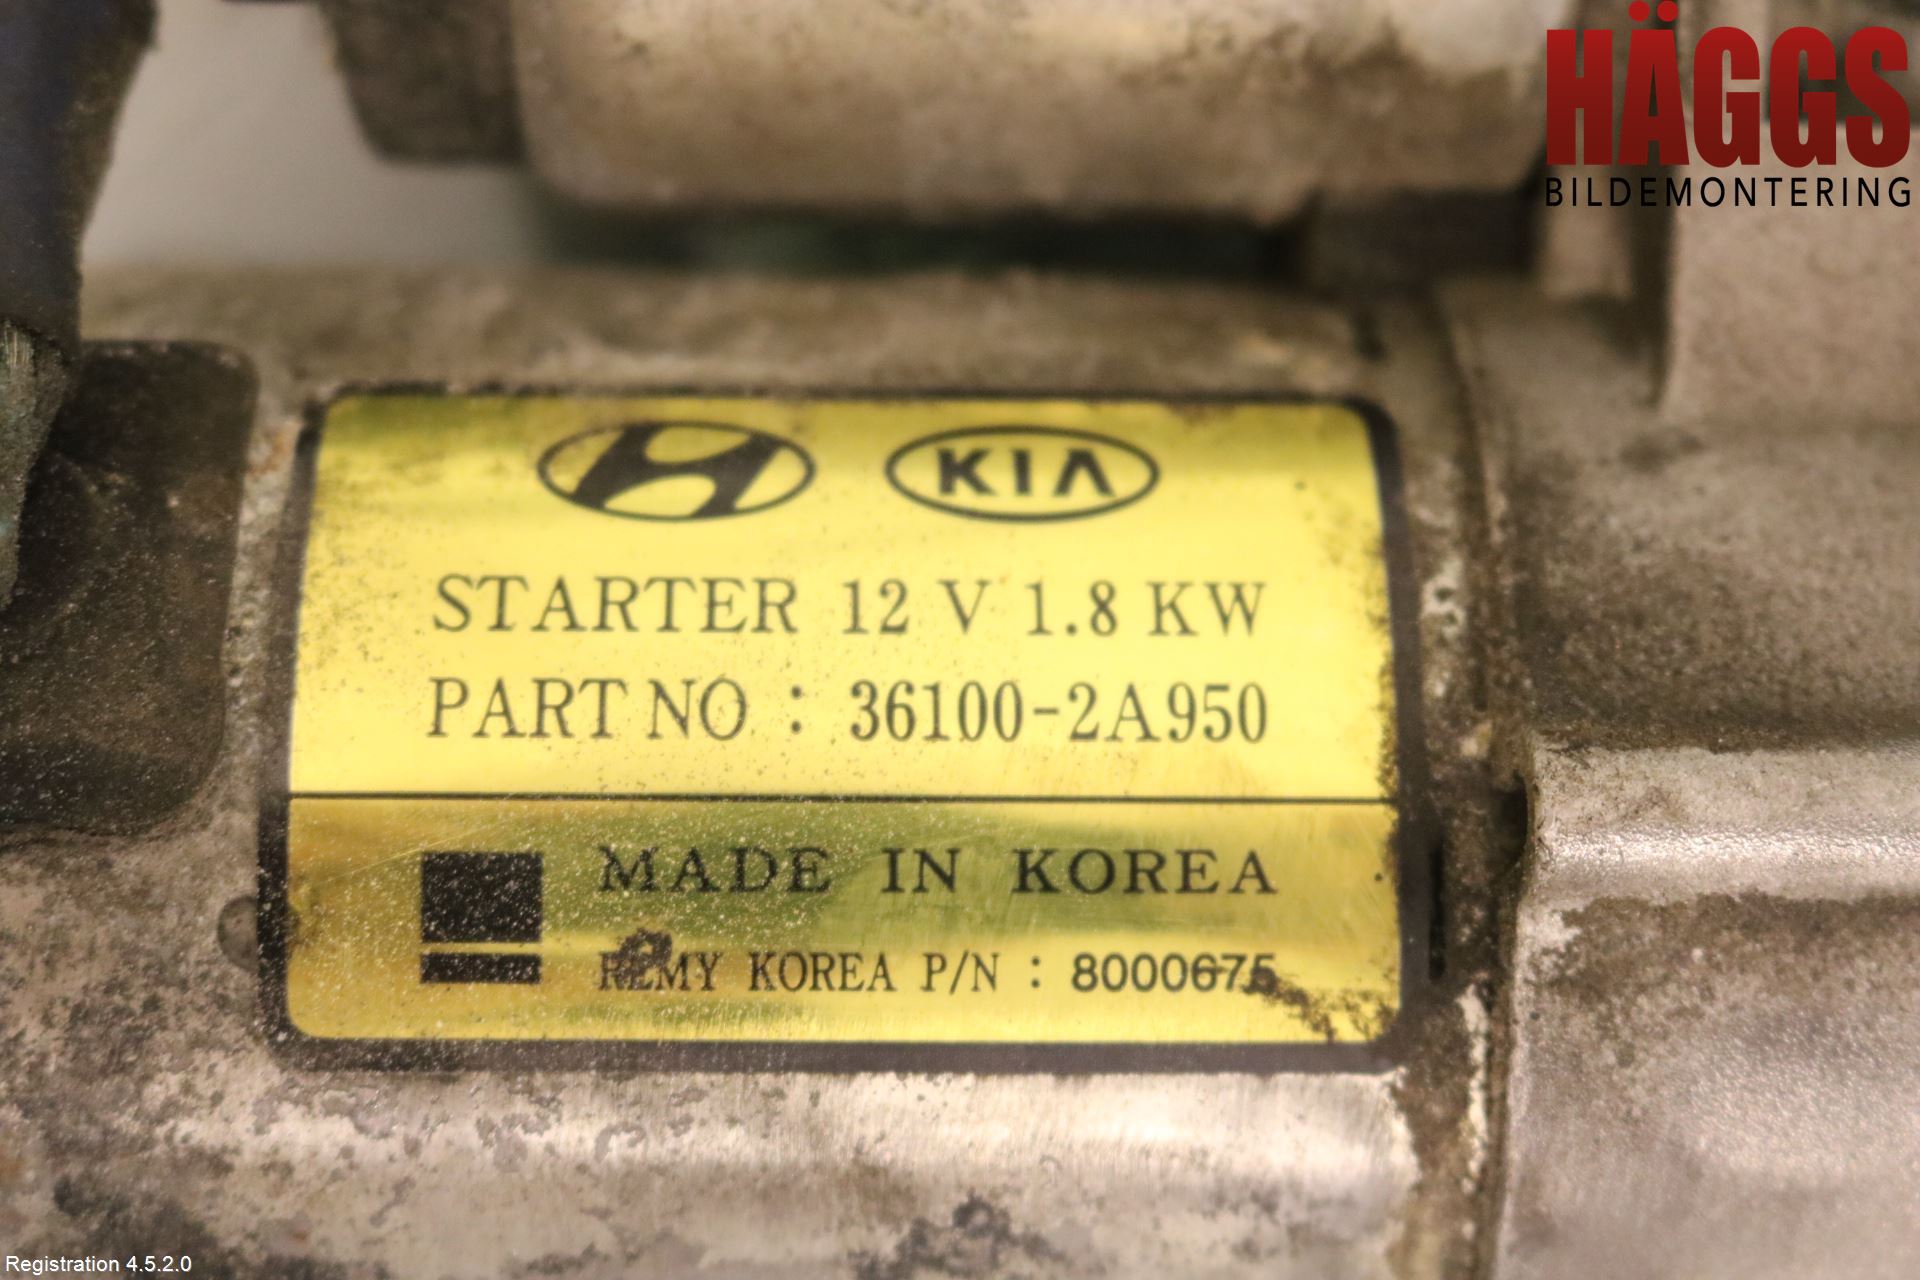 HÄGGS
BILDEMONTERING
KIA
STARTER 12 V 1.8 KW
PART NO : 36100-2A950
MADE IN KOREA
REMY KOREA P/N : 8000675
Registration 4.5.2.0